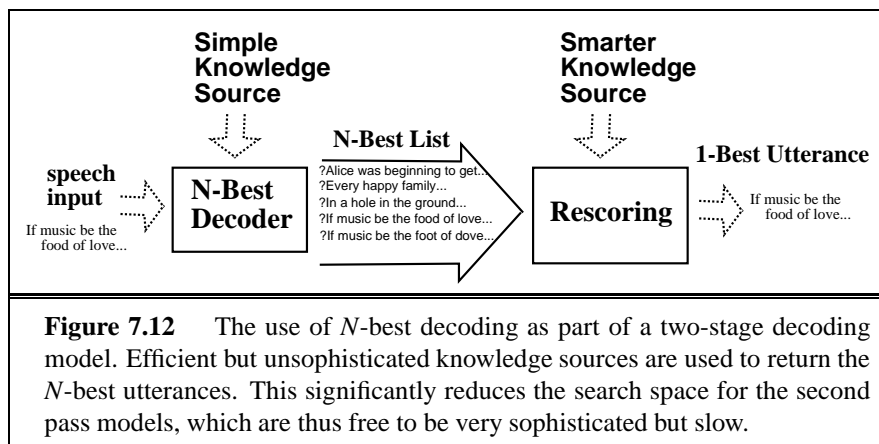 Simple
Knowledge
Source
Smarter
Knowledge
Source
N-Best List
1-Best Utterance
speech
input
If music be the
food of love...
N-Best
Decoder
?Alice was beginning to get...
?Every happy family...
?In a hole in the ground...
?If music be the food of love...
?If music be the foot of dove...
Rescoring
If music be the
food of love...
Figure 7.12 The use of N-best decoding as part of a two-stage decoding
model. Efficient but unsophisticated knowledge sources are used to return the
N-best utterances. This significantly reduces the search space for the second
pass models, which are thus free to be very sophisticated but slow.